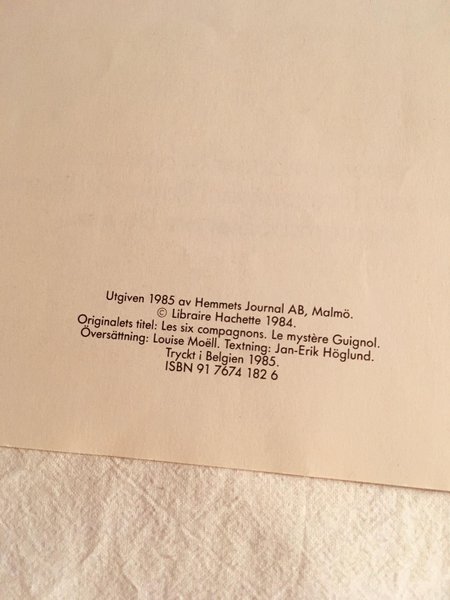 Utgiven 1985 av Hemmets Journal AB, Malmö.
© Libraire Hachette 1984.
Originalets titel: Les six compagnons. Le mystère Guignol.
Översättning: Louise Moëll. Textning: Jan-Erik Höglund.
Tryckt i Belgien 1985.
ISBN 91 7674 182 6